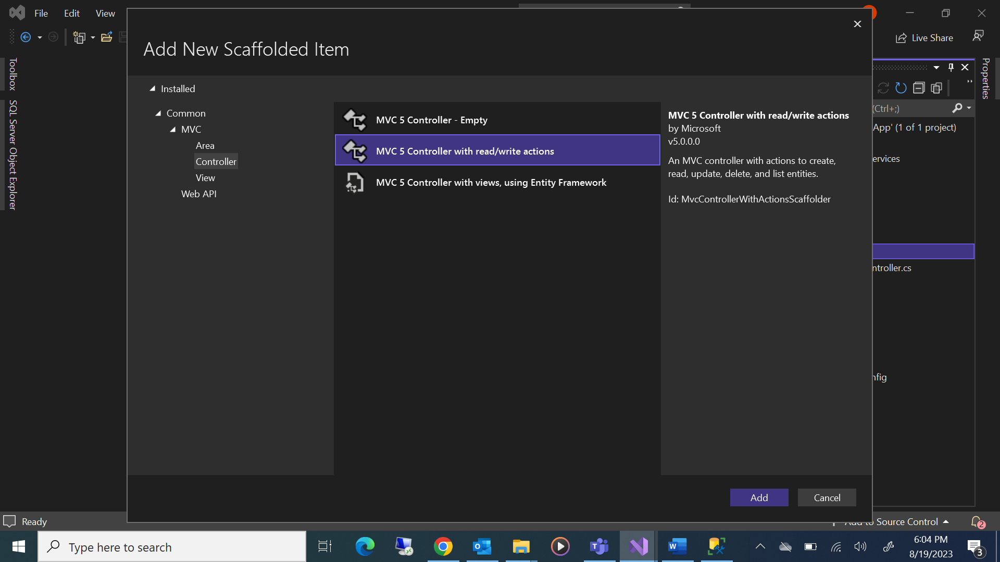 File Edit View
Add New Scaffolded Item
Live Share
Toolbox
SQL Server Object Explorer
Properties
Installed
Common
MVC
Area
Controller
View
Web API
MVC 5 Controller - Empty
MVC 5 Controller with read/write actions
MVC 5 Controller with views, using Entity Framework
MVC 5 Controller with read/write actions
by Microsoft
v5.0.0.0
An MVC controller with actions to create,
read, update, delete, and list entities.
Id: MvcControllerWithActionsScaffolder
(Ctrl+;)
App' (1 of 1 project)
ervices
ntroller.cs
nfig
Add
Cancel
Ready
Add to Source Control
2
Type here to search
6:04 PM
8/19/2023
3